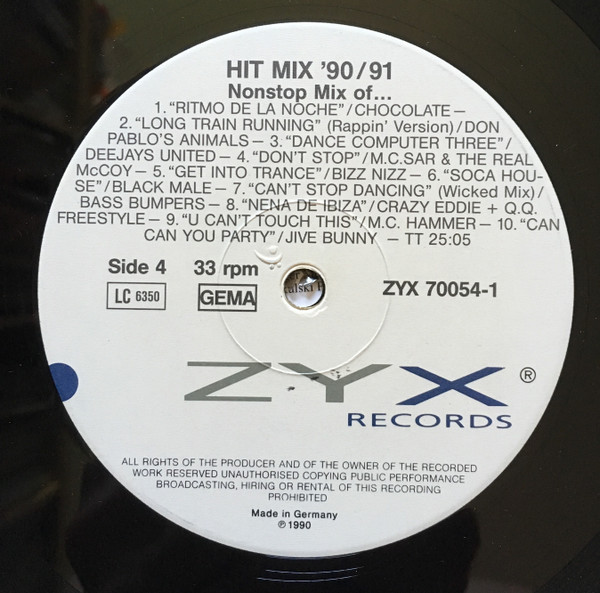 HIT MIX '90/91
Nonstop Mix of...
1. "RITMO DE LA NOCHE"/CHOCOLATE –
2. "LONG TRAIN RUNNING" (Rappin' Version)/DON
PABLO'S ANIMALS – 3. "DANCE COMPUTER THREE"/
DEEJAYS UNITED – 4. "DON'T STOP"/M.C.SAR & THE REAL
McCOY – 5. "GET INTO TRANCE/BIZZ NIZZ – 6. "SOCA HOU-
SE"/BLACK MALE – 7. "CAN'T STOP DANCING" (Wicked Mix)/
BASS BUMPERS – 8. "NENA DE IBIZA"/CRAZY EDDIE + Q.Q.
FREESTYLE – 9. "U CAN'T TOUCH THIS"/M.C. HAMMER – 10. "CAN
CAN YOU PARTY"/JIVE BUNNY – TT 25:05
Side 4 33 rpm
LC 6350 GEMA ZYX 70054-1
ZYX ®
RECORDS
ALL RIGHTS OF THE PRODUCER AND OF THE OWNER OF THE RECORDED
WORK RESERVED UNAUTHORISED COPYING PUBLIC PERFORMANCE
BROADCASTING, HIRING OR RENTAL OF THIS RECORDING
PROHIBITED
Made in Germany
℗ 1990